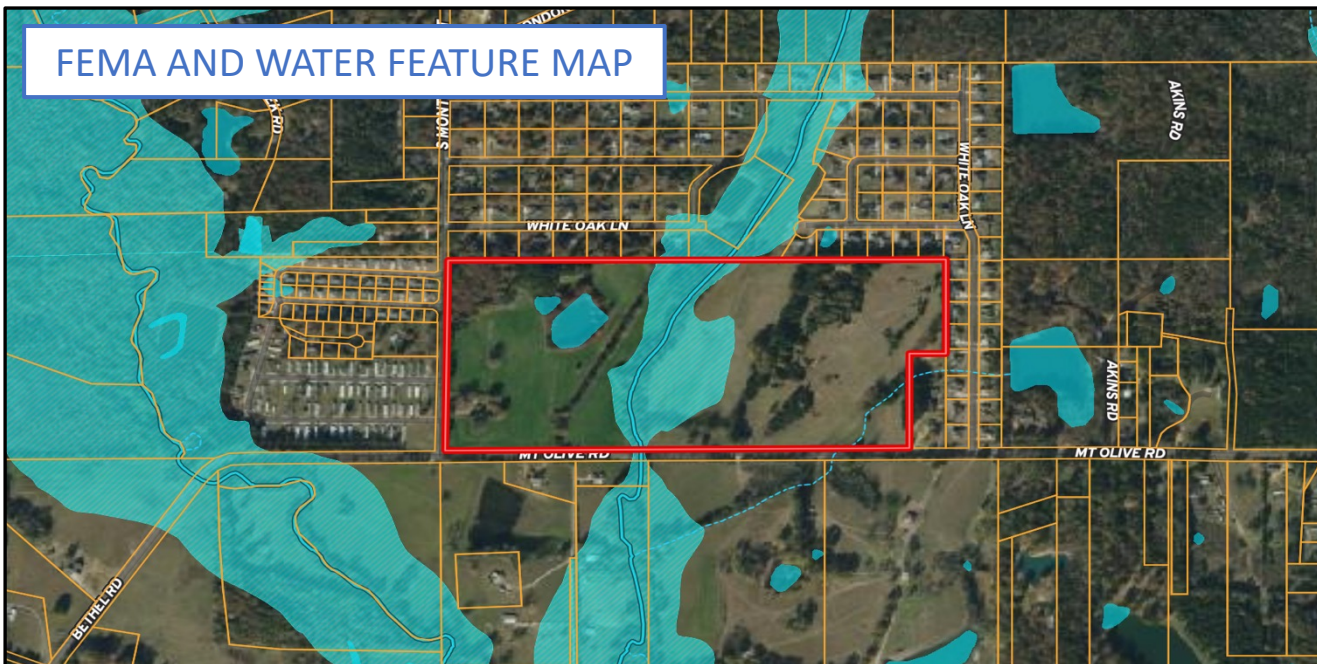 FEMA AND WATER FEATURE MAP
AKINS RD
WHITE OAK LN
WHITE OAK LN
AKINS RD
MT OLIVE RD
MT OLIVE RD
BETHEL RD